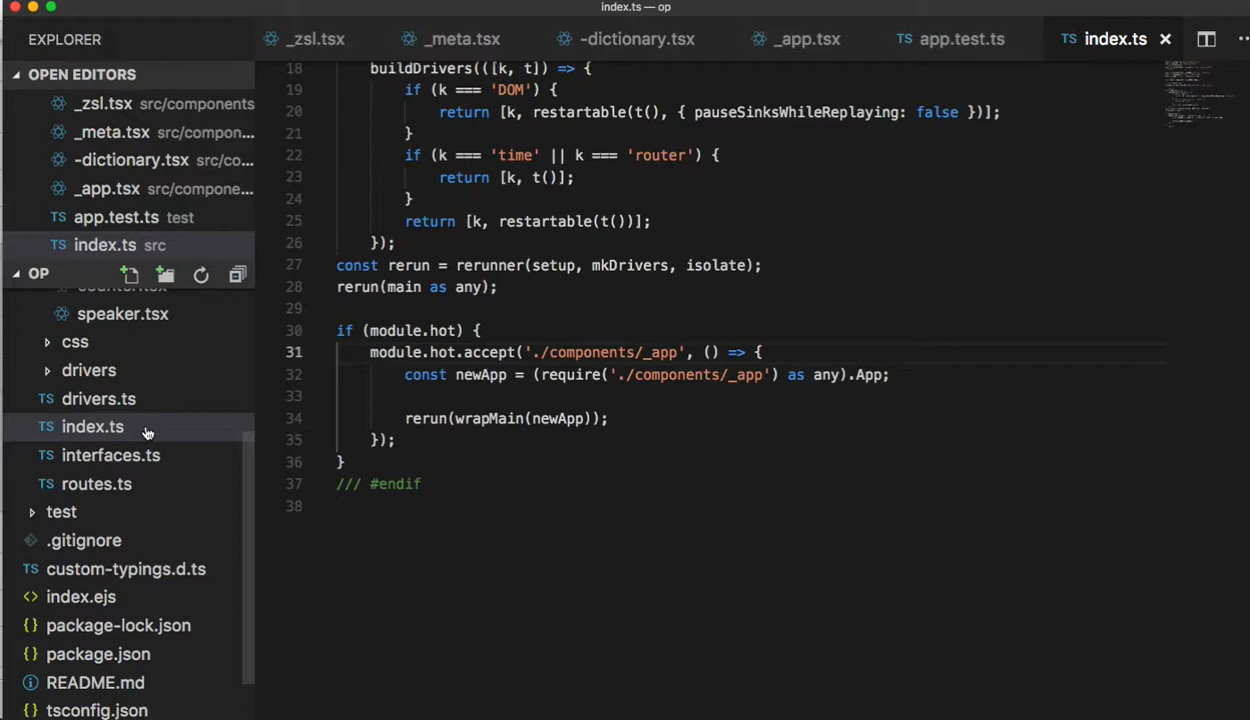 index.ts — op
EXPLORER
_zsl.tsx
_meta.tsx
-dictionary.tsx
_app.tsx
TS app.test.ts
TS index.ts
OPEN EDITORS
_zsl.tsx src/components
_meta.tsx src/compon...
-dictionary.tsx src/co...
_app.tsx src/compone...
TS app.test.ts test
TS index.ts src
OP
counter.tsx
speaker.tsx
css
drivers
TS drivers.ts
TS index.ts
TS interfaces.ts
TS routes.ts
test
.gitignore
TS custom-typings.d.ts
<> index.ejs
{} package-lock.json
{} package.json
README.md
TS tsconfig.json
18 buildDrivers(([k, t]) => {
19 if (k === 'DOM') {
20 return [k, restartable(t(), { pauseSinksWhileReplaying: false })];
21 }
22 if (k === 'time' || k === 'router') {
23 return [k, t()];
24 }
25 return [k, restartable(t())];
26 });
27 const rerun = rerunner(setup, mkDrivers, isolate);
28 rerun(main as any);
29
30 if (module.hot) {
31 module.hot.accept('./components/_app', () => {
32 const newApp = (require('./components/_app') as any).App;
33
34 rerun(wrapMain(newApp));
35 });
36 }
37 /// #endif
38